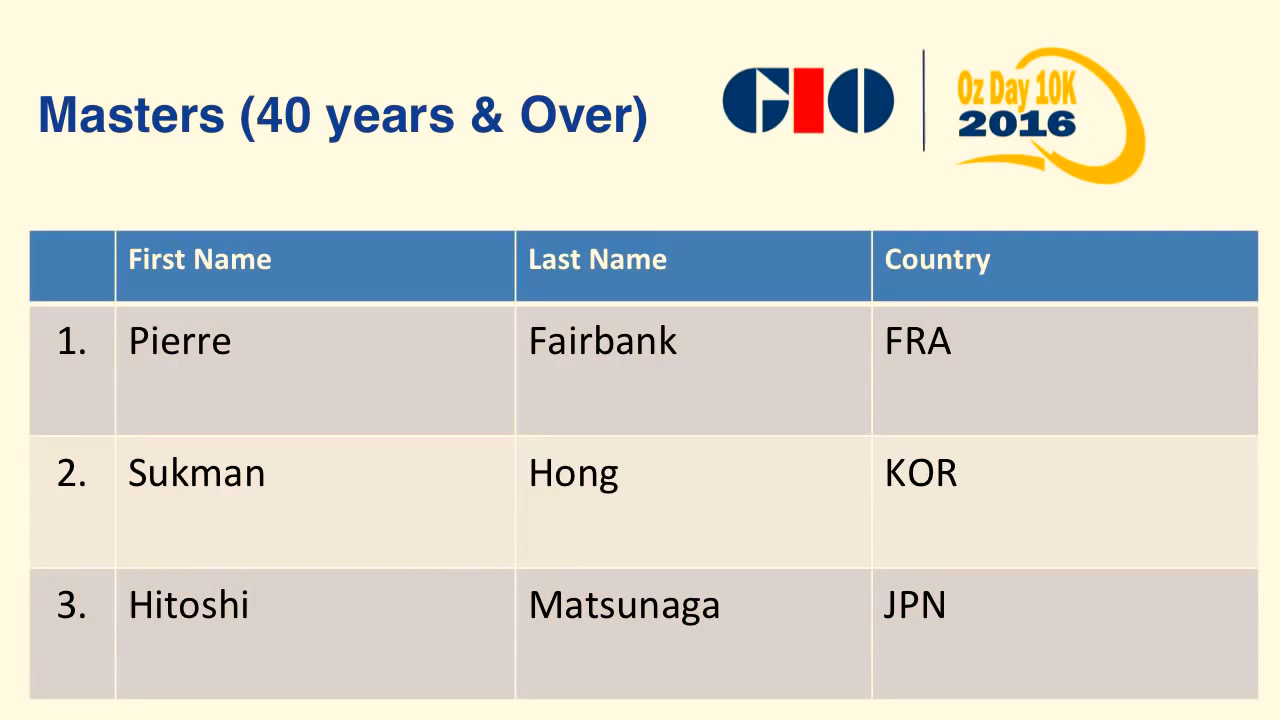 Masters (40 years & Over)
GIO
Oz Day 10K
2016
First Name Last Name Country
1. Pierre Fairbank FRA
2. Sukman Hong KOR
3. Hitoshi Matsunaga JPN